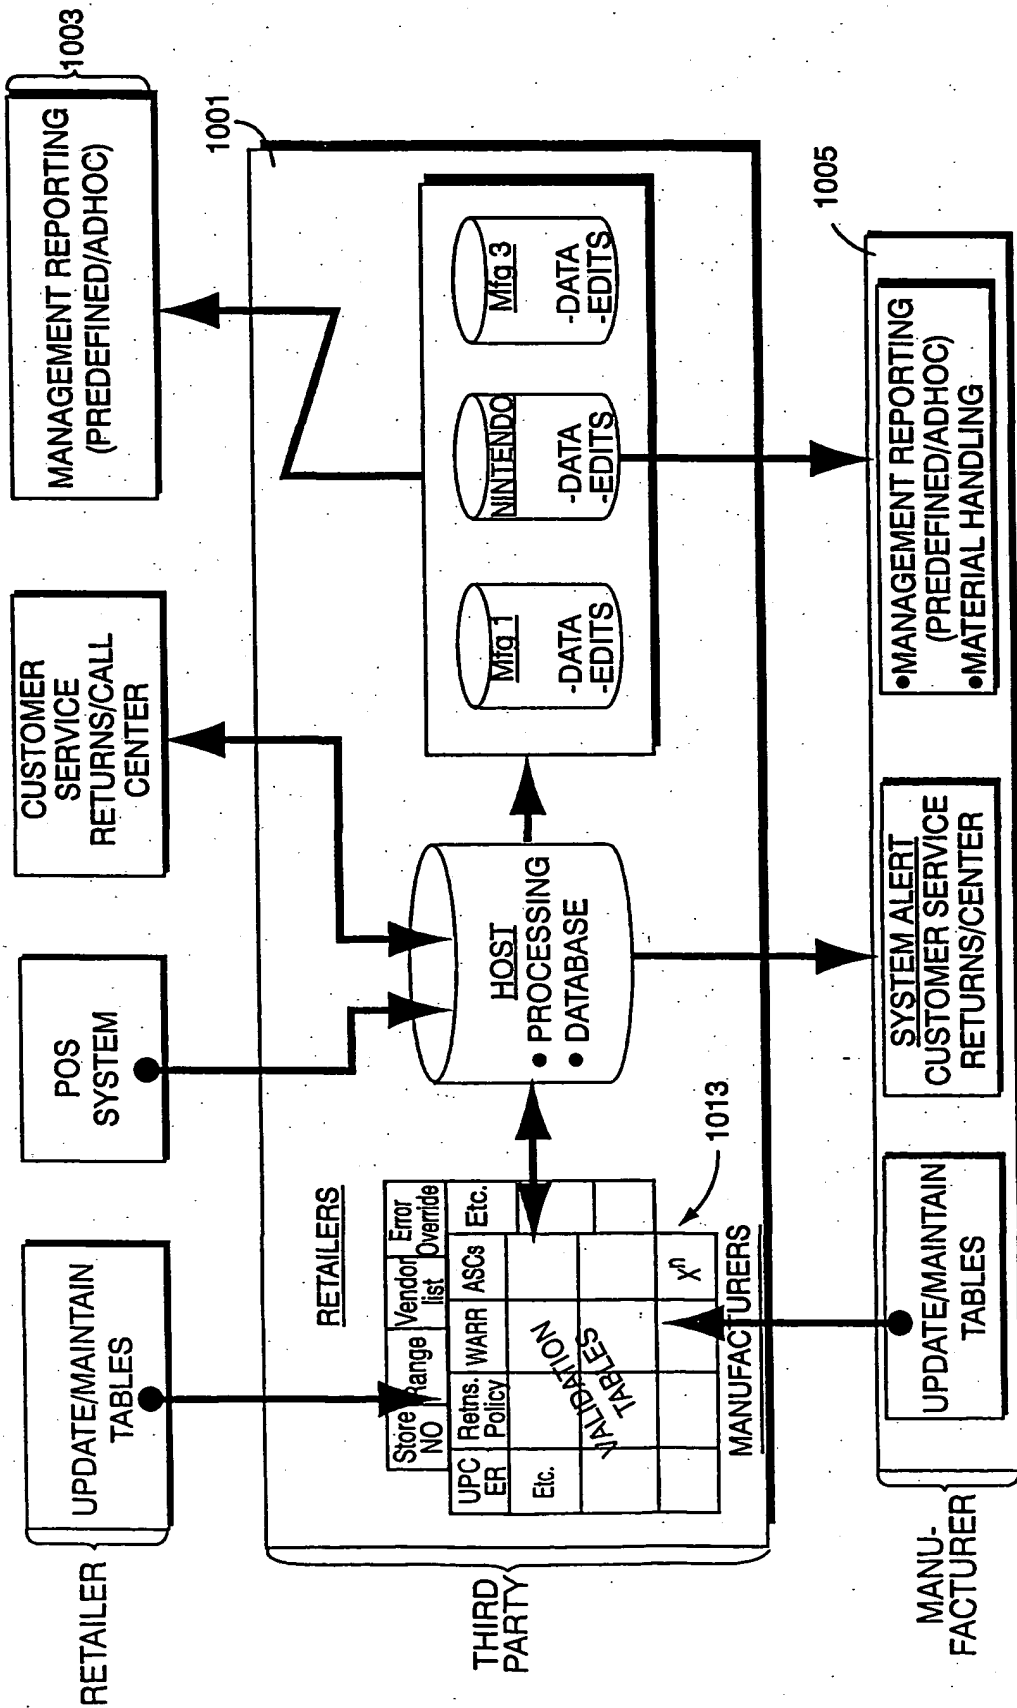 RETAILER
UPDATE/MAINTAIN
TABLES
POS
SYSTEM
CUSTOMER
SERVICE
RETURNS/CALL
CENTER
MANAGEMENT REPORTING
(PREDEFINED/ADHOC)
1003
1001
THIRD
PARTY
RETAILERS
Store
NO
Range
Vendor
list
Error
Override
UPC
ER
Retns.
Policy
WARR
ASCs
Etc.
Etc.
VALIDATION
TABLES
Xⁿ
MANUFACTURERS
1013
HOST
● PROCESSING
● DATABASE
Mfg 1
-DATA
-EDITS
NINTENDO
-DATA
-EDITS
Mfg 3
-DATA
-EDITS
1005
MANU-
FACTURER
UPDATE/MAINTAIN
TABLES
SYSTEM ALERT
CUSTOMER SERVICE
RETURNS/CENTER
●MANAGEMENT REPORTING
(PREDEFINED/ADHOC)
●MATERIAL HANDLING